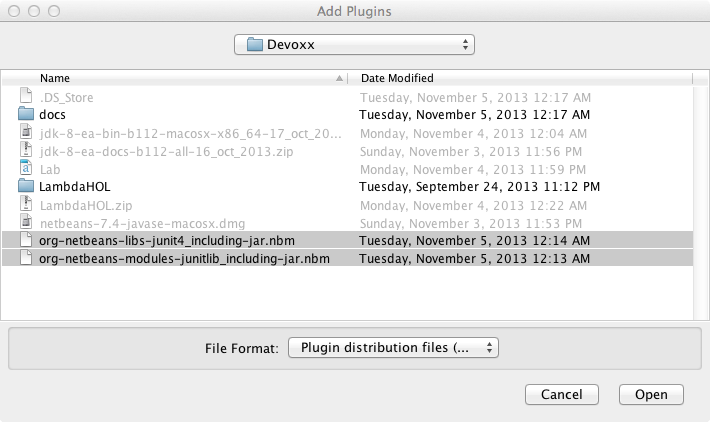 Add Plugins
Devoxx
Name Date Modified
.DS_Store Tuesday, November 5, 2013 12:17 AM
docs Tuesday, November 5, 2013 12:17 AM
jdk-8-ea-bin-b112-macosx-x86_64-17_oct_20... Monday, November 4, 2013 12:04 AM
jdk-8-ea-docs-b112-all-16_oct_2013.zip Sunday, November 3, 2013 11:56 PM
Lab Monday, November 4, 2013 11:59 PM
LambdaHOL Tuesday, September 24, 2013 11:12 PM
LambdaHOL.zip Monday, November 4, 2013 12:22 AM
netbeans-7.4-javase-macosx.dmg Sunday, November 3, 2013 11:53 PM
org-netbeans-libs-junit4_including-jar.nbm Tuesday, November 5, 2013 12:14 AM
org-netbeans-modules-junitlib_including-jar.nbm Tuesday, November 5, 2013 12:13 AM
File Format: Plugin distribution files (...
Cancel Open